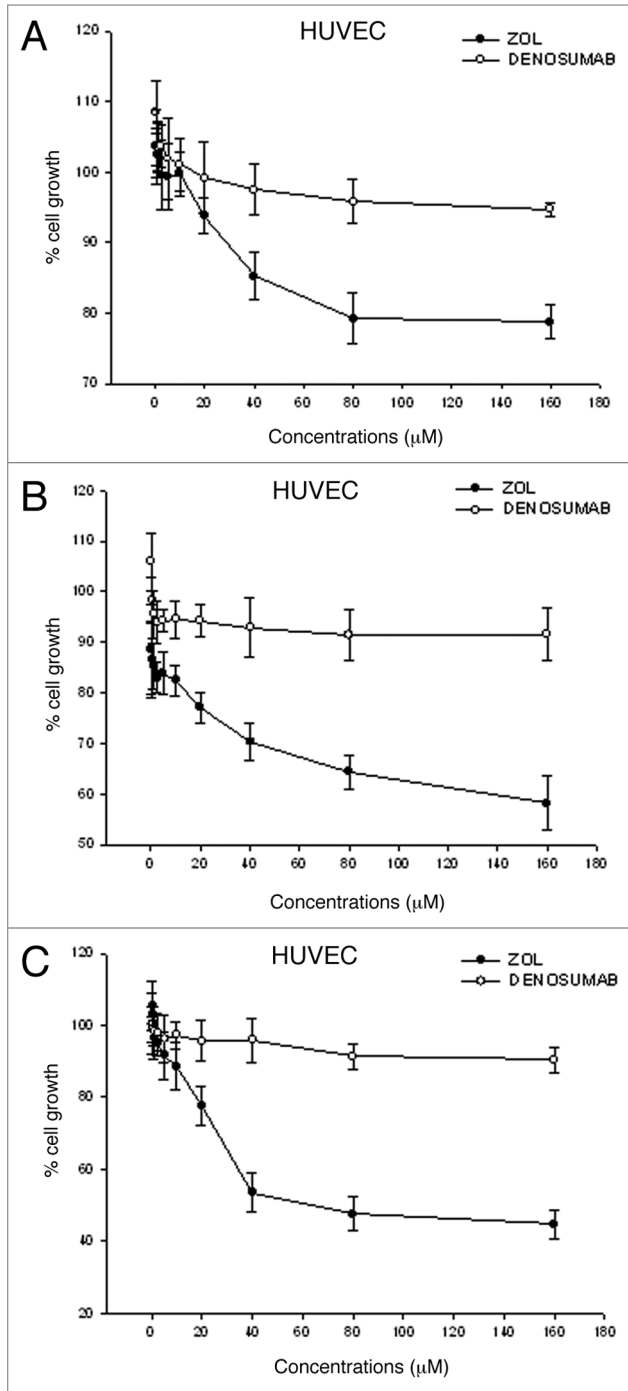 A
HUVEC
ZOL
DENOSUMAB
120
110
100
90
80
70
% cell growth
0 20 40 60 80 100 120 140 160 180
Concentrations (μM)
B
HUVEC
ZOL
DENOSUMAB
120
110
100
90
80
70
60
50
% cell growth
0 20 40 60 80 100 120 140 160 180
Concentrations (μM)
C
HUVEC
ZOL
DENOSUMAB
120
100
80
60
40
20
% cell growth
0 20 40 60 80 100 120 140 160 180
Concentrations (μM)